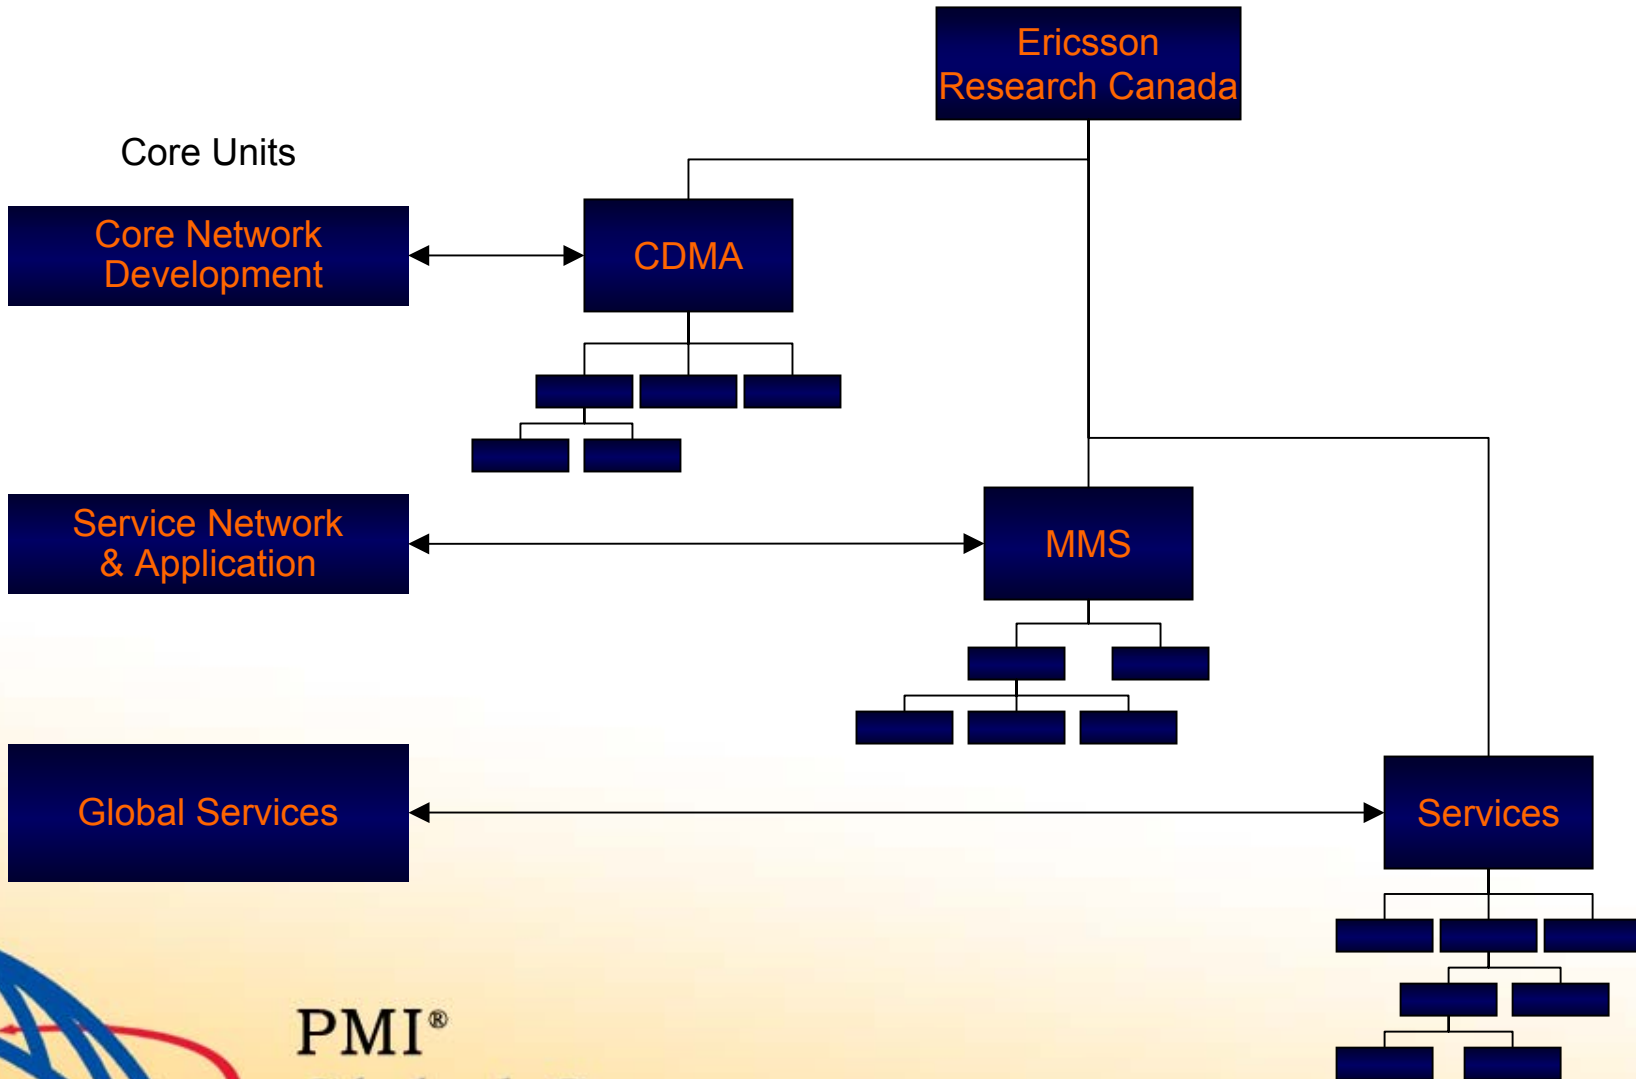 Ericsson
Research Canada
Core Units
Core Network
Development
CDMA
Service Network
& Application
MMS
Global Services
Services
PMI®